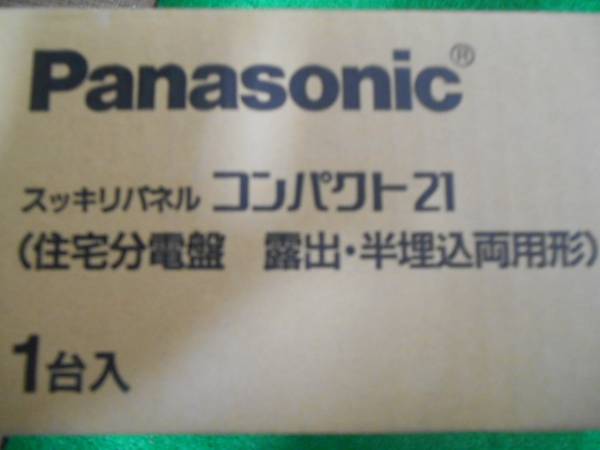 Panasonic®
スッキリパネル コンパクト21
(住宅分電盤　露出・半埋込両用形)
1台入